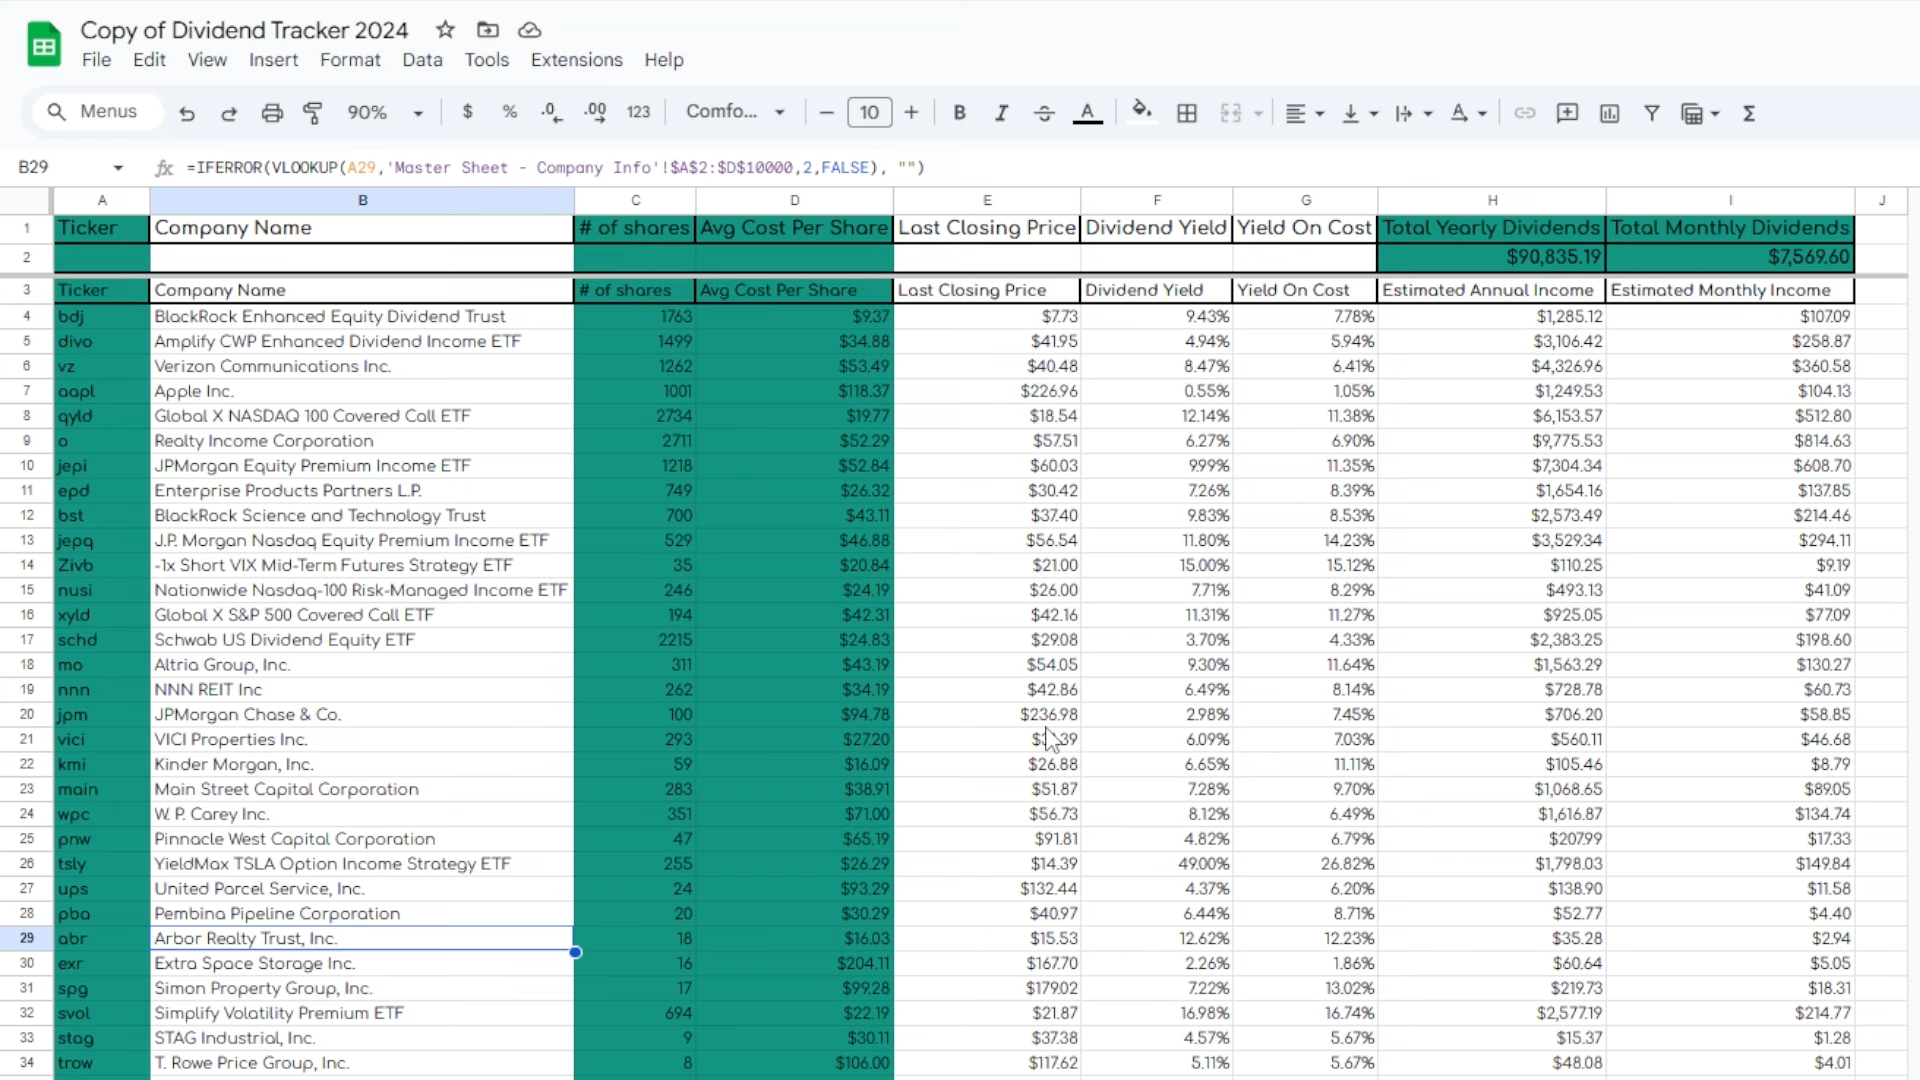 Copy of Dividend Tracker 2024
File Edit View Insert Format Data Tools Extensions Help
Menus 90% $ % .0 .00 123 Comfo... 10 B I A A Σ
B29 fx =IFERROR(VLOOKUP(A29,'Master Sheet - Company Info'!$A$2:$D$10000,2,FALSE), "")
A B C D E F G H I J
1 Ticker Company Name # of shares Avg Cost Per Share Last Closing Price Dividend Yield Yield On Cost Total Yearly Dividends Total Monthly Dividends
2 $90,835.19 $7,569.60
3 Ticker Company Name # of shares Avg Cost Per Share Last Closing Price Dividend Yield Yield On Cost Estimated Annual Income Estimated Monthly Income
4 bdj BlackRock Enhanced Equity Dividend Trust 1763 $9.37 $7.73 9.43% 7.78% $1,285.12 $107.09
5 divo Amplify CWP Enhanced Dividend Income ETF 1499 $34.88 $41.95 4.94% 5.94% $3,106.42 $258.87
6 vz Verizon Communications Inc. 1262 $53.49 $40.48 8.47% 6.41% $4,326.96 $360.58
7 aapl Apple Inc. 1001 $118.37 $226.96 0.55% 1.05% $1,249.53 $104.13
8 qyld Global X NASDAQ 100 Covered Call ETF 2734 $19.77 $18.54 12.14% 11.38% $6,153.57 $512.80
9 o Realty Income Corporation 2711 $52.29 $57.51 6.27% 6.90% $9,775.53 $814.63
10 jepi JPMorgan Equity Premium Income ETF 1218 $52.84 $60.03 9.99% 11.35% $7,304.34 $608.70
11 epd Enterprise Products Partners L.P. 749 $26.32 $30.42 7.26% 8.39% $1,654.16 $137.85
12 bst BlackRock Science and Technology Trust 700 $43.11 $37.40 9.83% 8.53% $2,573.49 $214.46
13 jepq J.P. Morgan Nasdaq Equity Premium Income ETF 529 $46.88 $56.54 11.80% 14.23% $3,529.34 $294.11
14 Zivb -1x Short VIX Mid-Term Futures Strategy ETF 35 $20.84 $21.00 15.00% 15.12% $110.25 $9.19
15 nusi Nationwide Nasdaq-100 Risk-Managed Income ETF 246 $24.19 $26.00 7.71% 8.29% $493.13 $41.09
16 xyld Global X S&P 500 Covered Call ETF 194 $42.31 $42.16 11.31% 11.27% $925.05 $77.09
17 schd Schwab US Dividend Equity ETF 2215 $24.83 $29.08 3.70% 4.33% $2,383.25 $198.60
18 mo Altria Group, Inc. 311 $43.19 $54.05 9.30% 11.64% $1,563.29 $130.27
19 nnn NNN REIT Inc 262 $34.19 $42.86 6.49% 8.14% $728.78 $60.73
20 jpm JPMorgan Chase & Co. 100 $94.78 $236.98 2.98% 7.45% $706.20 $58.85
21 vici VICI Properties Inc. 293 $27.20 6.09% 7.03% $560.11 $46.68
22 kmi Kinder Morgan, Inc. 59 $16.09 $26.88 6.65% 11.11% $105.46 $8.79
23 main Main Street Capital Corporation 283 $38.91 $51.87 7.28% 9.70% $1,068.65 $89.05
24 wpc W. P. Carey Inc. 351 $71.00 $56.73 8.12% 6.49% $1,616.87 $134.74
25 pnw Pinnacle West Capital Corporation 47 $65.19 $91.81 4.82% 6.79% $207.99 $17.33
26 tsly YieldMax TSLA Option Income Strategy ETF 255 $26.29 $14.39 49.00% 26.82% $1,798.03 $149.84
27 ups United Parcel Service, Inc. 24 $93.29 $132.44 4.37% 6.20% $138.90 $11.58
28 pba Pembina Pipeline Corporation 20 $30.29 $40.97 6.44% 8.71% $52.77 $4.40
29 abr Arbor Realty Trust, Inc. 18 $16.03 $15.53 12.62% 12.23% $35.28 $2.94
30 exr Extra Space Storage Inc. 16 $204.11 $167.70 2.26% 1.86% $60.64 $5.05
31 spg Simon Property Group, Inc. 17 $99.28 $179.02 7.22% 13.02% $219.73 $18.31
32 svol Simplify Volatility Premium ETF 694 $22.19 $21.87 16.98% 16.74% $2,577.19 $214.77
33 stag STAG Industrial, Inc. 9 $30.11 $37.38 4.57% 5.67% $15.37 $1.28
34 trow T. Rowe Price Group, Inc. 8 $106.00 $117.62 5.11% 5.67% $48.08 $4.01